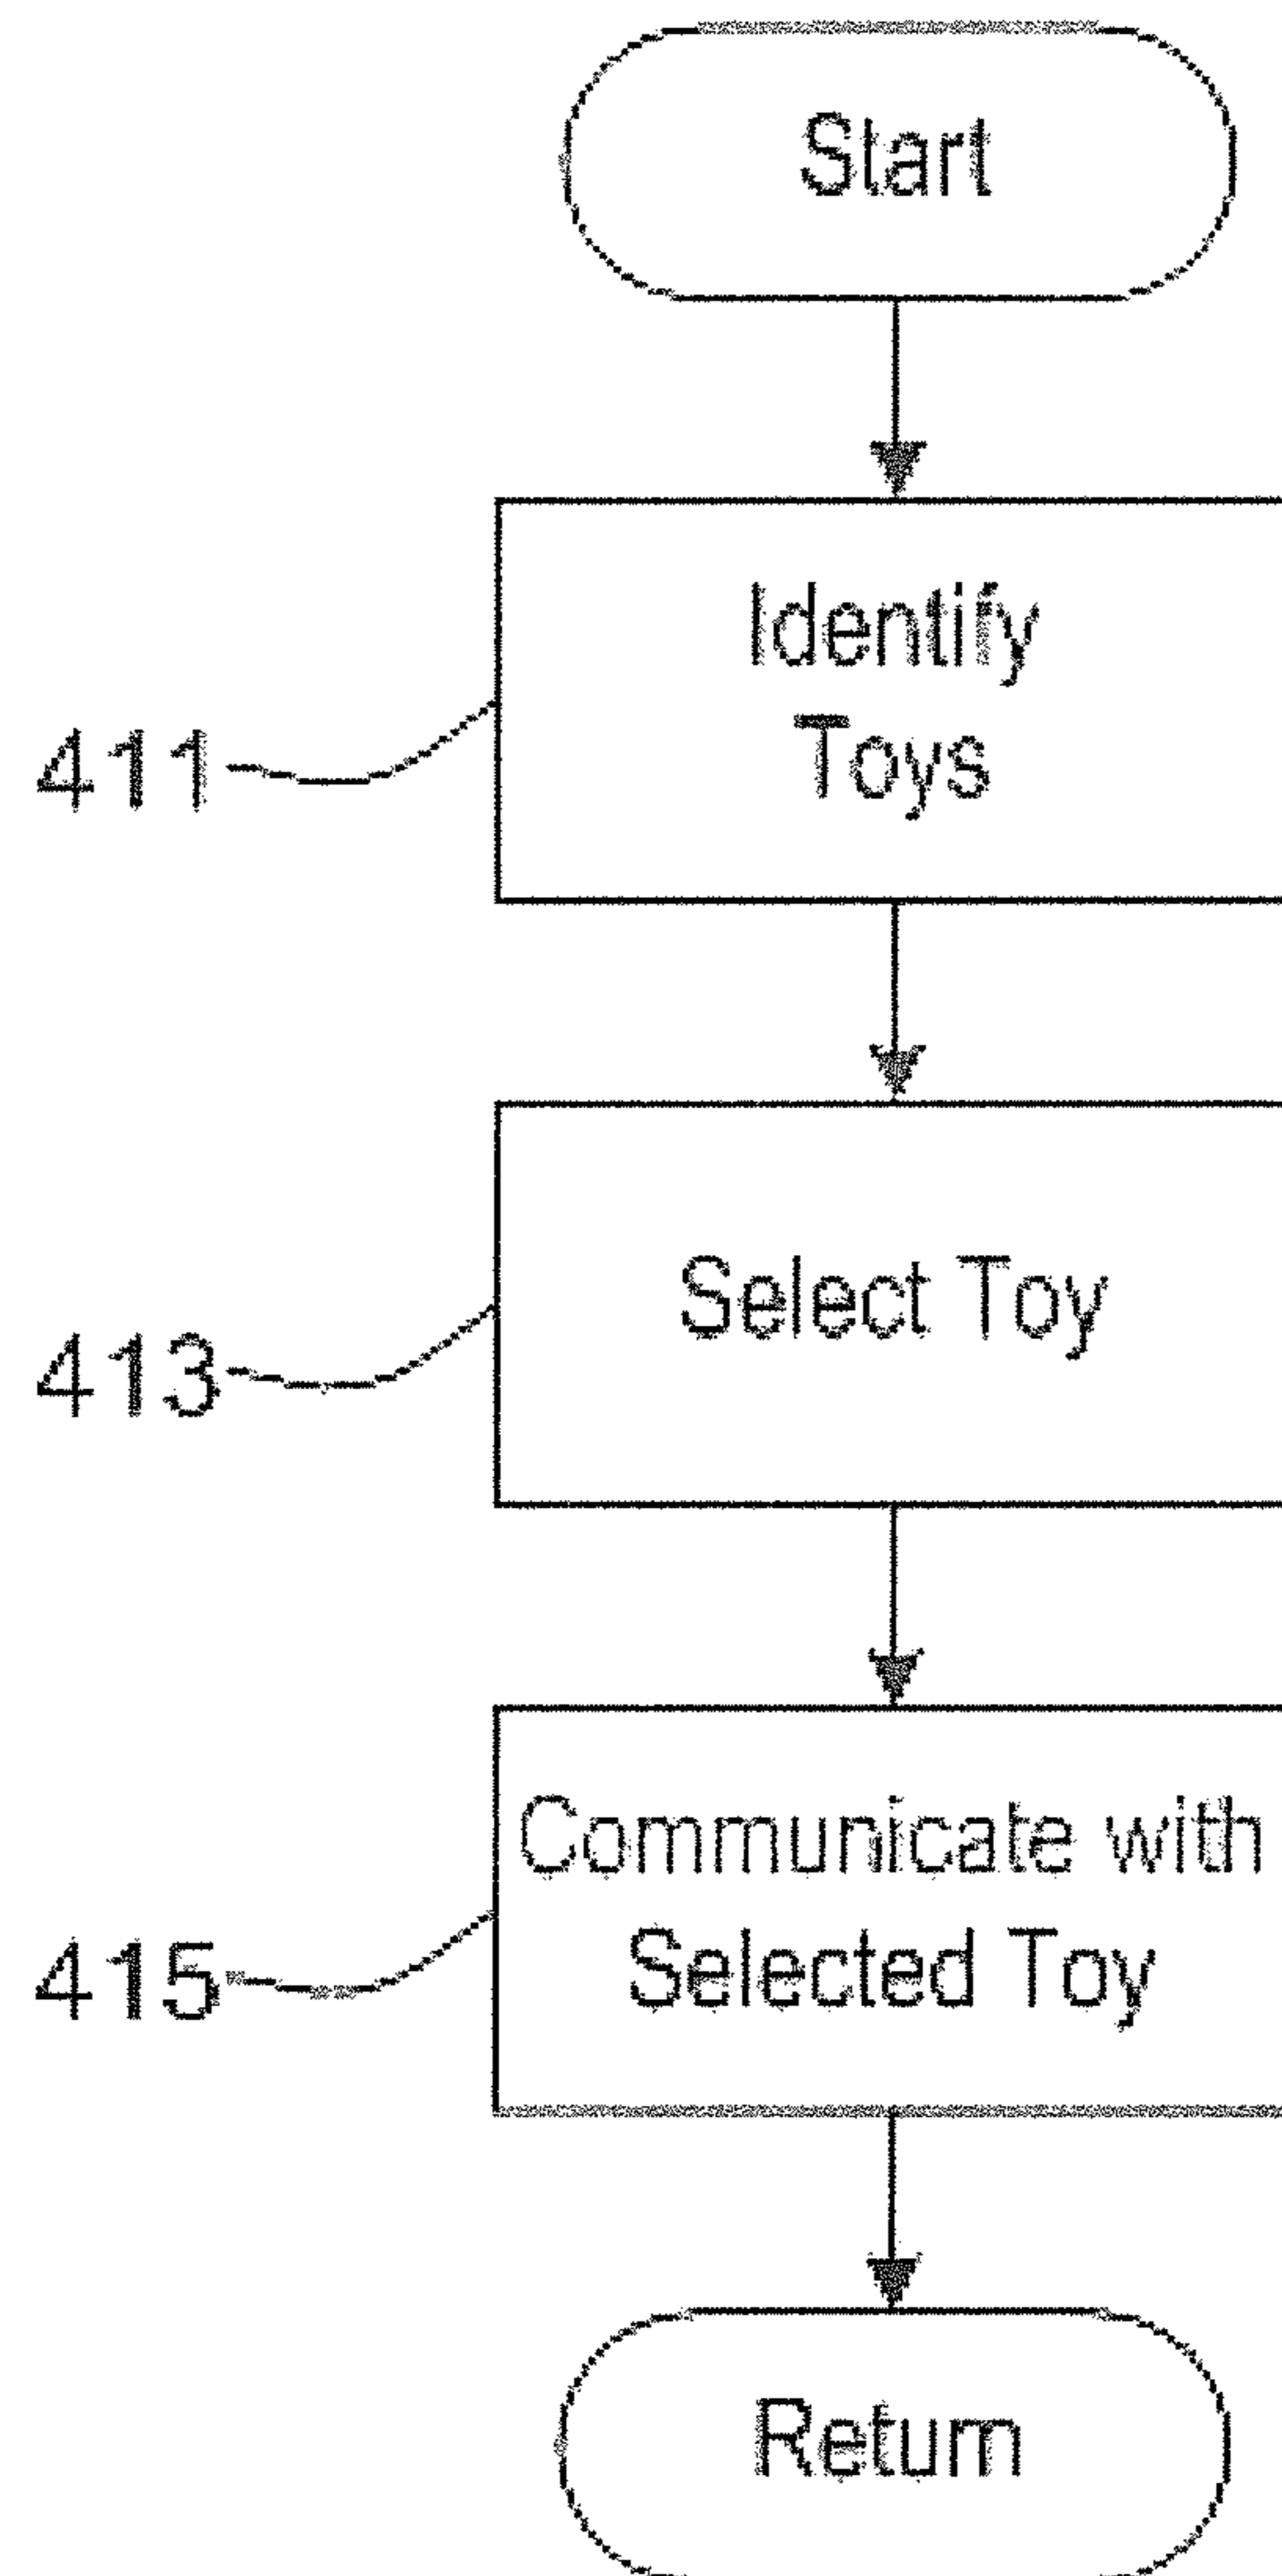 Start
Identify
Toys
411
Select Toy
413
Communicate with
Selected Toy
415
Return